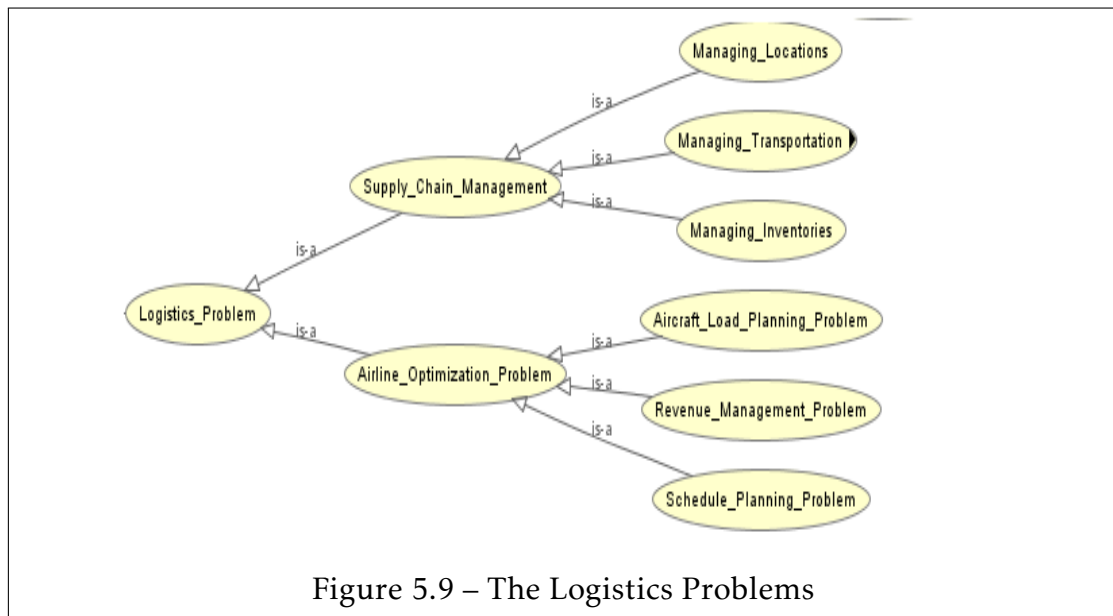 Managing_Locations
is-a
Managing_Transportation
is-a
Supply_Chain_Management
is-a
Managing_Inventories
is-a
Logistics_Problem
is-a
Aircraft_Load_Planning_Problem
is-a
Airline_Optimization_Problem
is-a
Revenue_Management_Problem
is-a
Schedule_Planning_Problem
Figure 5.9 – The Logistics Problems